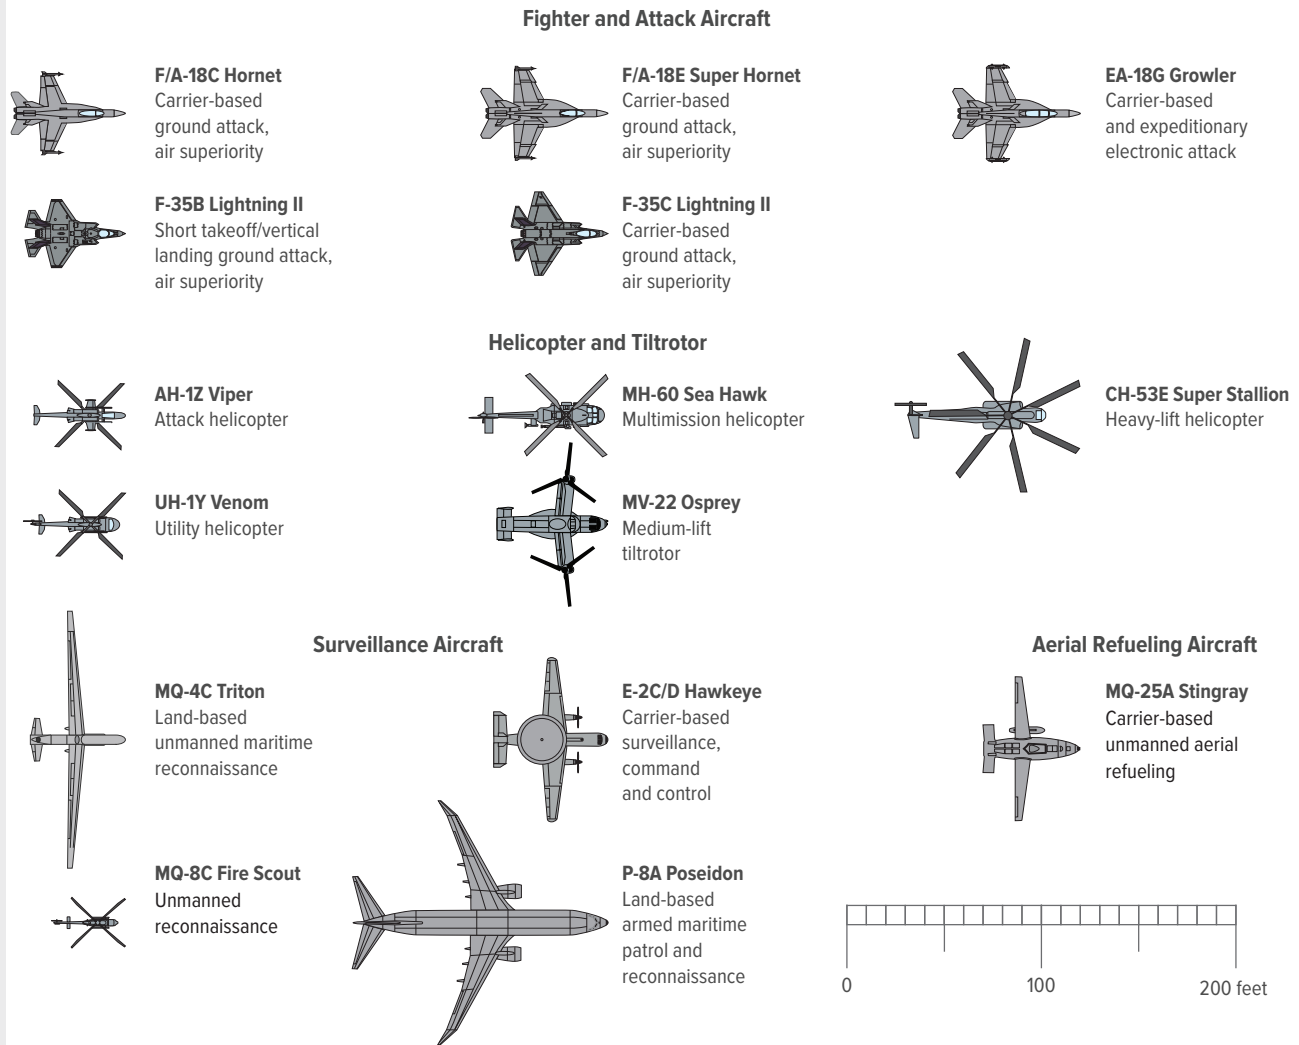 Fighter and Attack Aircraft
F/A-18C Hornet
Carrier-based
ground attack,
air superiority
F/A-18E Super Hornet
Carrier-based
ground attack,
air superiority
EA-18G Growler
Carrier-based
and expeditionary
electronic attack
F-35B Lightning II
Short takeoff/vertical
landing ground attack,
air superiority
F-35C Lightning II
Carrier-based
ground attack,
air superiority
Helicopter and Tiltrotor
AH-1Z Viper
Attack helicopter
MH-60 Sea Hawk
Multimission helicopter
CH-53E Super Stallion
Heavy-lift helicopter
UH-1Y Venom
Utility helicopter
MV-22 Osprey
Medium-lift
tiltrotor
Surveillance Aircraft
MQ-4C Triton
Land-based
unmanned maritime
reconnaissance
E-2C/D Hawkeye
Carrier-based
surveillance,
command
and control
Aerial Refueling Aircraft
MQ-25A Stingray
Carrier-based
unmanned aerial
refueling
MQ-8C Fire Scout
Unmanned
reconnaissance
P-8A Poseidon
Land-based
armed maritime
patrol and
reconnaissance
0
100
200 feet